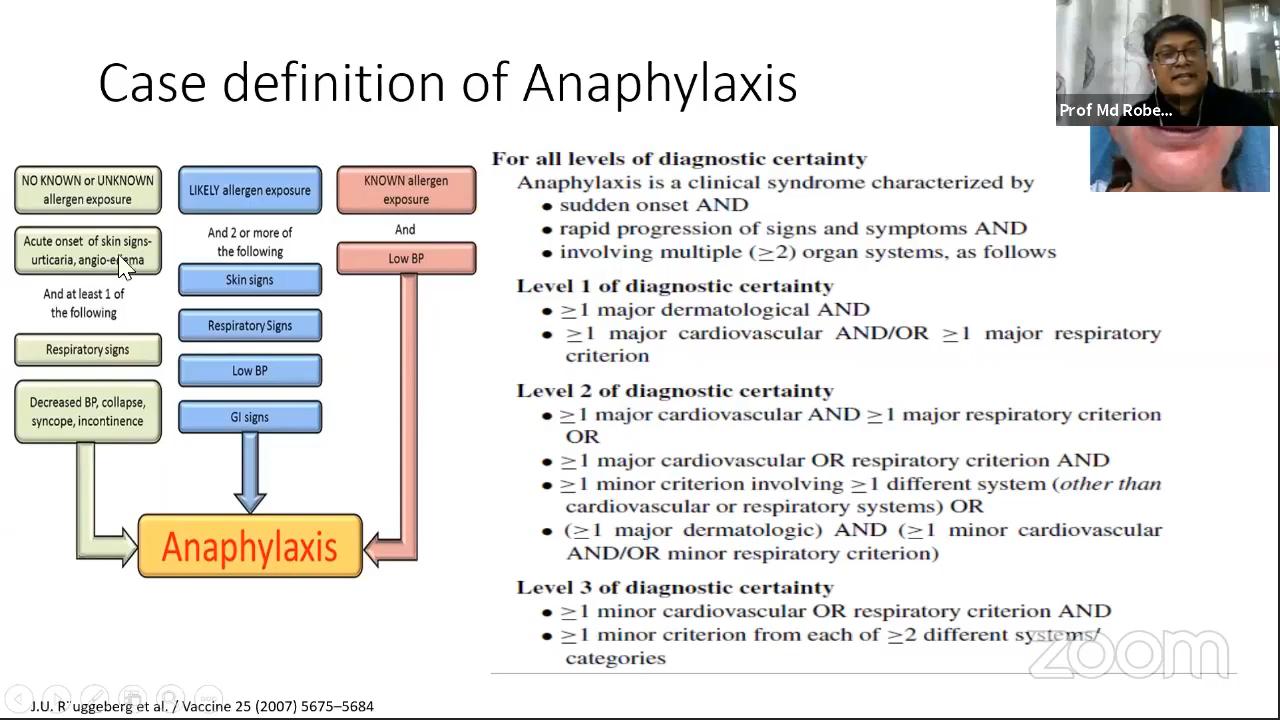 Case definition of Anaphylaxis
Prof Md Robe...
NO KNOWN or UNKNOWN
allergen exposure
Acute onset of skin signs-
urticaria, angio-edema
And at least 1 of
the following
Respiratory signs
Decreased BP, collapse,
syncope, incontinence
LIKELY allergen exposure
And 2 or more of
the following
Skin signs
Respiratory Signs
Low BP
GI signs
KNOWN allergen
exposure
And
Low BP
Anaphylaxis
For all levels of diagnostic certainty
Anaphylaxis is a clinical syndrome characterized by
• sudden onset AND
• rapid progression of signs and symptoms AND
• involving multiple (≥2) organ systems, as follows
Level 1 of diagnostic certainty
• ≥1 major dermatological AND
• ≥1 major cardiovascular AND/OR ≥1 major respiratory
criterion
Level 2 of diagnostic certainty
• ≥1 major cardiovascular AND ≥1 major respiratory criterion
OR
• ≥1 major cardiovascular OR respiratory criterion AND
• ≥1 minor criterion involving ≥1 different system (other than
cardiovascular or respiratory systems) OR
• (≥1 major dermatologic) AND (≥1 minor cardiovascular
AND/OR minor respiratory criterion)
Level 3 of diagnostic certainty
• ≥1 minor cardiovascular OR respiratory criterion AND
• ≥1 minor criterion from each of ≥2 different systems/
categories
zoom
J.U. Rüggeberg et al. / Vaccine 25 (2007) 5675–5684